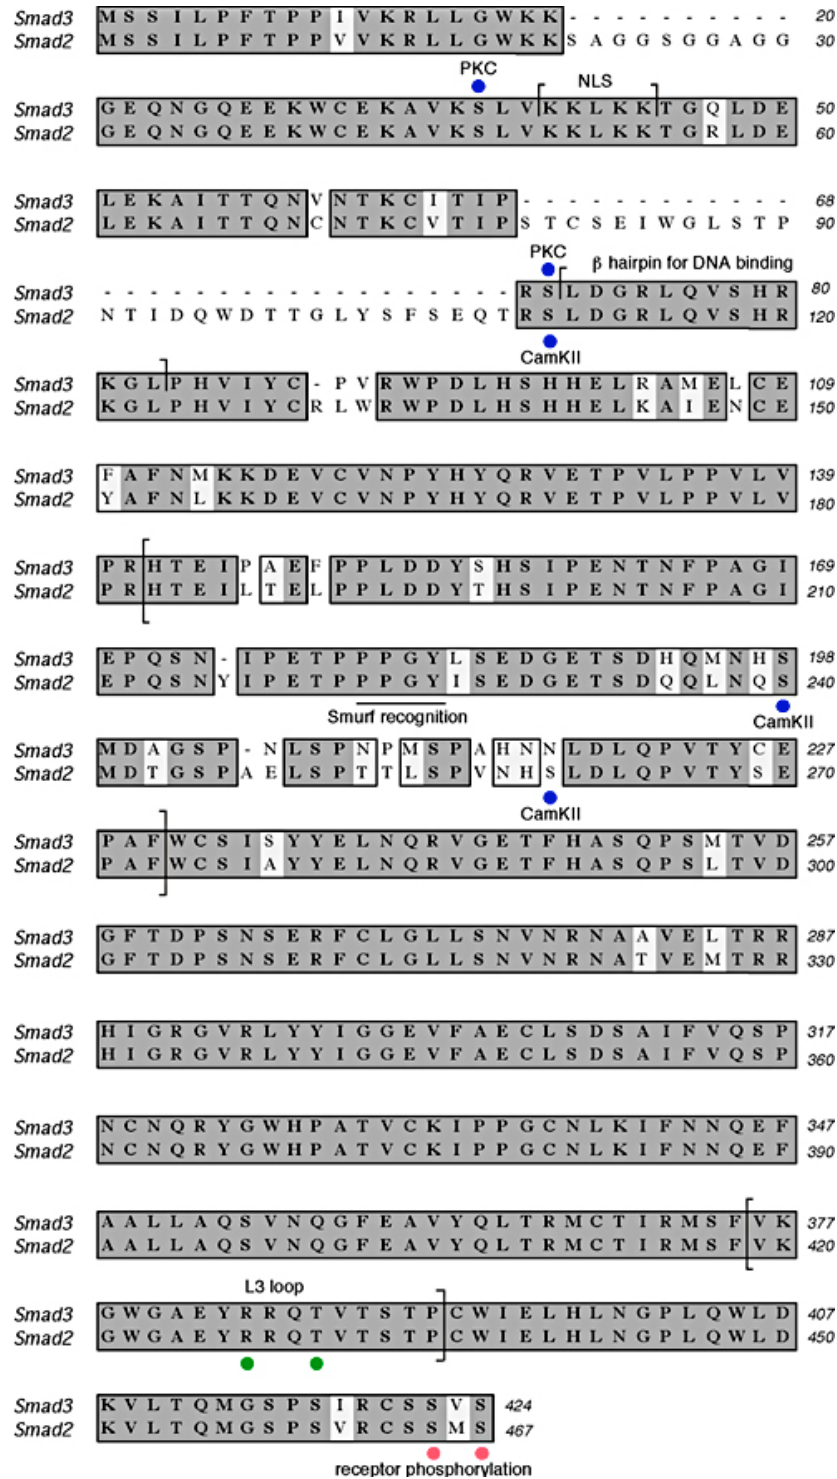 Smad3 M S S I L P F T P P I V K R L L G W K K - - - - - - - - - - 20
Smad2 M S S I L P F T P P V V K R L L G W K K S A G G S G G A G G 30
PKC NLS
Smad3 G E Q N G Q E E K W C E K A V K S L V K K L K K T G Q L D E 50
Smad2 G E Q N G Q E E K W C E K A V K S L V K K L K K T G R L D E 60
Smad3 L E K A I T T Q N V N T K C I T I P - - - - - - - - - - - - 68
Smad2 L E K A I T T Q N C N T K C V T I P S T C S E I W G L S T P 90
PKC β hairpin for DNA binding
Smad3 - - - - - - - - - - - - - - - - - - R S L D G R L Q V S H R 80
Smad2 N T I D Q W D T T G L Y S F S E Q T R S L D G R L Q V S H R 120
CamKII
Smad3 K G L P H V I Y C - P V R W P D L H S H H E L R A M E L C E 109
Smad2 K G L P H V I Y C R L W R W P D L H S H H E L K A I E N C E 150
Smad3 F A F N M K K D E V C V N P Y H Y Q R V E T P V L P P V L V 139
Smad2 Y A F N L K K D E V C V N P Y H Y Q R V E T P V L P P V L V 180
Smad3 P R H T E I P A E F P P L D D Y S H S I P E N T N F P A G I 169
Smad2 P R H T E I L T E L P P L D D Y T H S I P E N T N F P A G I 210
Smad3 E P Q S N - I P E T P P P G Y L S E D G E T S D H Q M N H S 198
Smad2 E P Q S N Y I P E T P P P G Y I S E D G E T S D Q Q L N Q S 240
Smurf recognition CamKII
Smad3 M D A G S P - N L S P N P M S P A H N N L D L Q P V T Y C E 227
Smad2 M D T G S P A E L S P T T L S P V N H S L D L Q P V T Y S E 270
CamKII
Smad3 P A F W C S I S Y Y E L N Q R V G E T F H A S Q P S M T V D 257
Smad2 P A F W C S I A Y Y E L N Q R V G E T F H A S Q P S L T V D 300
Smad3 G F T D P S N S E R F C L G L L S N V N R N A A V E L T R R 287
Smad2 G F T D P S N S E R F C L G L L S N V N R N A T V E M T R R 330
Smad3 H I G R G V R L Y Y I G G E V F A E C L S D S A I F V Q S P 317
Smad2 H I G R G V R L Y Y I G G E V F A E C L S D S A I F V Q S P 360
Smad3 N C N Q R Y G W H P A T V C K I P P G C N L K I F N N Q E F 347
Smad2 N C N Q R Y G W H P A T V C K I P P G C N L K I F N N Q E F 390
Smad3 A A L L A Q S V N Q G F E A V Y Q L T R M C T I R M S F V K 377
Smad2 A A L L A Q S V N Q G F E A V Y Q L T R M C T I R M S F V K 420
L3 loop
Smad3 G W G A E Y R R Q T V T S T P C W I E L H L N G P L Q W L D 407
Smad2 G W G A E Y R R Q T V T S T P C W I E L H L N G P L Q W L D 450
Smad3 K V L T Q M G S P S I R C S S V S 424
Smad2 K V L T Q M G S P S V R C S S M S 467
receptor phosphorylation